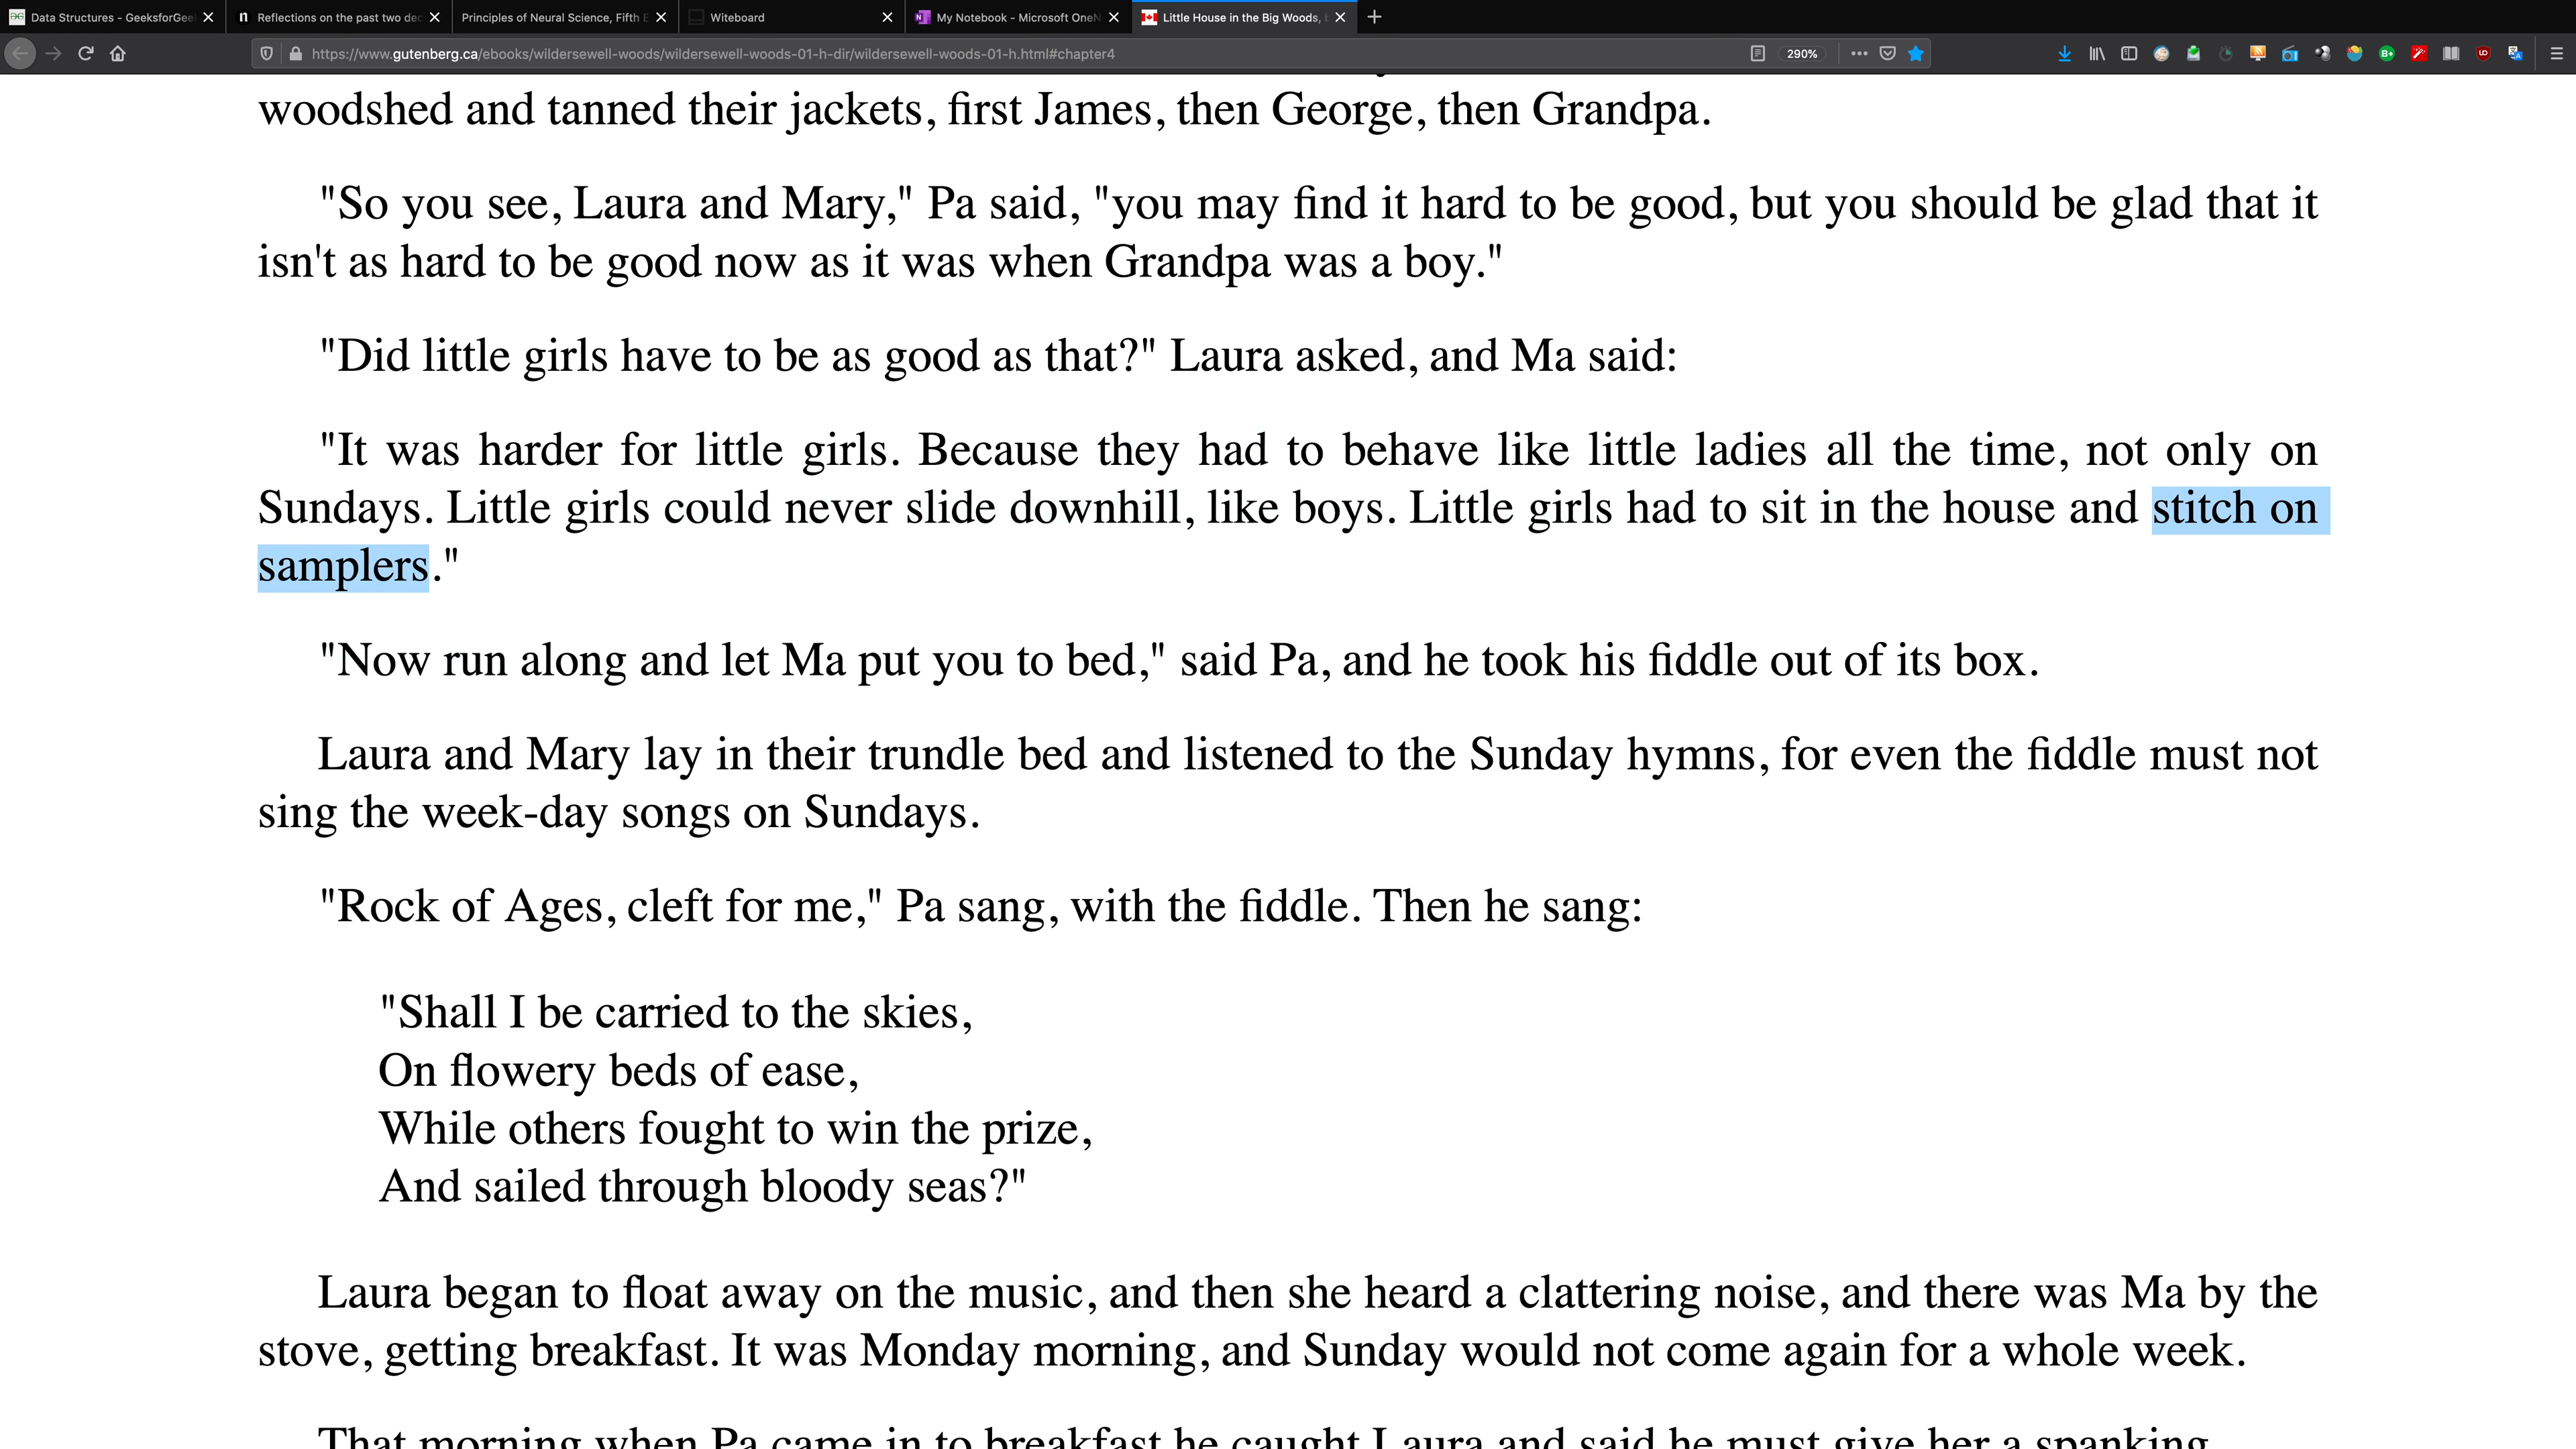 Data Structures - GeeksforGee
Reflections on the past two dec
Principles of Neural Science, Fifth E
Witeboard
My Notebook - Microsoft OneN
Little House in the Big Woods, b
https://www.gutenberg.ca/ebooks/wildersewell-woods/wildersewell-woods-01-h-dir/wildersewell-woods-01-h.html#chapter4
290%
woodshed and tanned their jackets, first James, then George, then Grandpa.
"So you see, Laura and Mary," Pa said, "you may find it hard to be good, but you should be glad that it
isn't as hard to be good now as it was when Grandpa was a boy."
"Did little girls have to be as good as that?" Laura asked, and Ma said:
"It was harder for little girls. Because they had to behave like little ladies all the time, not only on
Sundays. Little girls could never slide downhill, like boys. Little girls had to sit in the house and stitch on
samplers."
"Now run along and let Ma put you to bed," said Pa, and he took his fiddle out of its box.
Laura and Mary lay in their trundle bed and listened to the Sunday hymns, for even the fiddle must not
sing the week-day songs on Sundays.
"Rock of Ages, cleft for me," Pa sang, with the fiddle. Then he sang:
"Shall I be carried to the skies,
On flowery beds of ease,
While others fought to win the prize,
And sailed through bloody seas?"
Laura began to float away on the music, and then she heard a clattering noise, and there was Ma by the
stove, getting breakfast. It was Monday morning, and Sunday would not come again for a whole week.
That morning when Pa came in to breakfast he caught Laura and said he must give her a spanking.